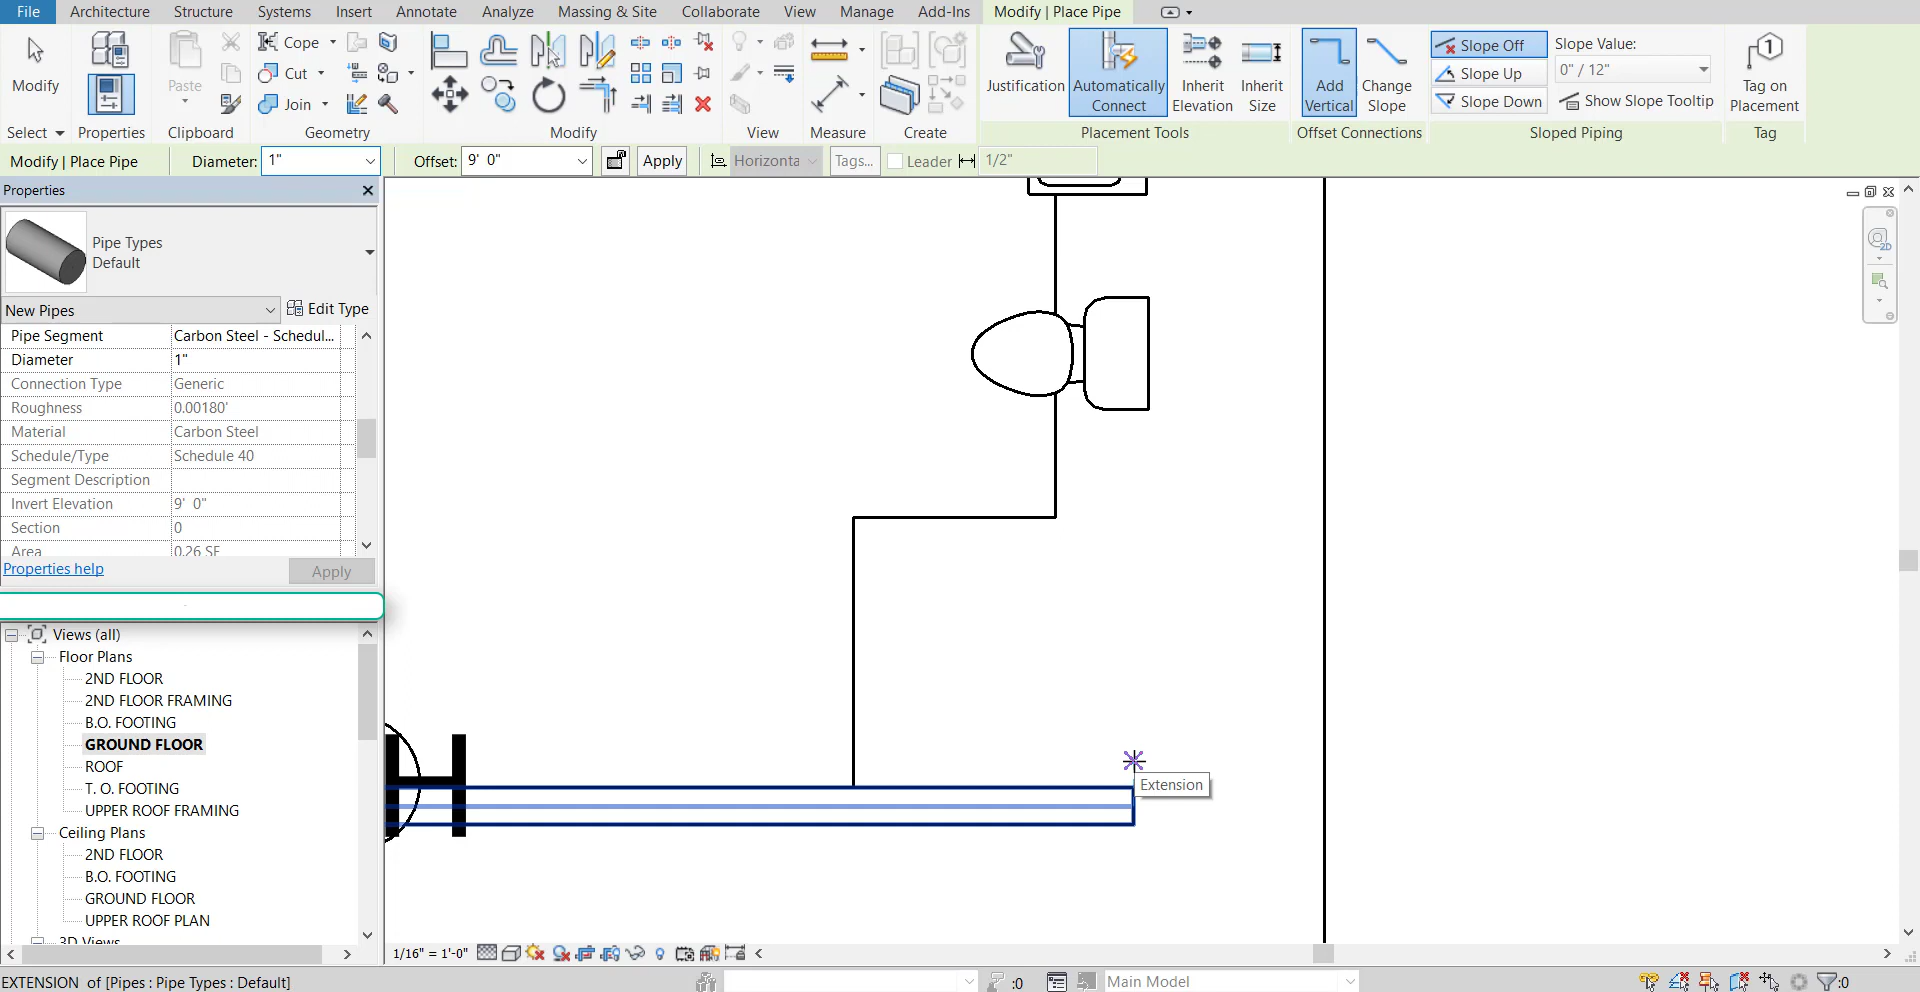 File Architecture Structure Systems Insert Annotate Analyze Massing & Site Collaborate View Manage Add-Ins Modify | Place Pipe
Modify
Select
Properties
Paste
Clipboard
Cope
Cut
Join
Geometry
Modify
View
Measure
Create
Justification
Automatically Connect
Inherit Elevation
Inherit Size
Placement Tools
Add Vertical
Change Slope
Offset Connections
Slope Off
Slope Up
Slope Down
Slope Value:
0" / 12"
Show Slope Tooltip
Sloped Piping
1
Tag on Placement
Tag
Modify | Place Pipe Diameter: 1" Offset: 9' 0" Apply Horizonta Tags... Leader 1/2"
Properties
Pipe Types
Default
New Pipes Edit Type
Pipe Segment Carbon Steel - Schedul...
Diameter 1"
Connection Type Generic
Roughness 0.00180'
Material Carbon Steel
Schedule/Type Schedule 40
Segment Description
Invert Elevation 9' 0"
Section 0
Area 0.26 SF
Properties help Apply
Views (all)
Floor Plans
2ND FLOOR
2ND FLOOR FRAMING
B.O. FOOTING
GROUND FLOOR
ROOF
T. O. FOOTING
UPPER ROOF FRAMING
Ceiling Plans
2ND FLOOR
B.O. FOOTING
GROUND FLOOR
UPPER ROOF PLAN
3D Views
2D
Extension
1/16" = 1'-0"
EXTENSION of [Pipes : Pipe Types : Default] :0 Main Model :0